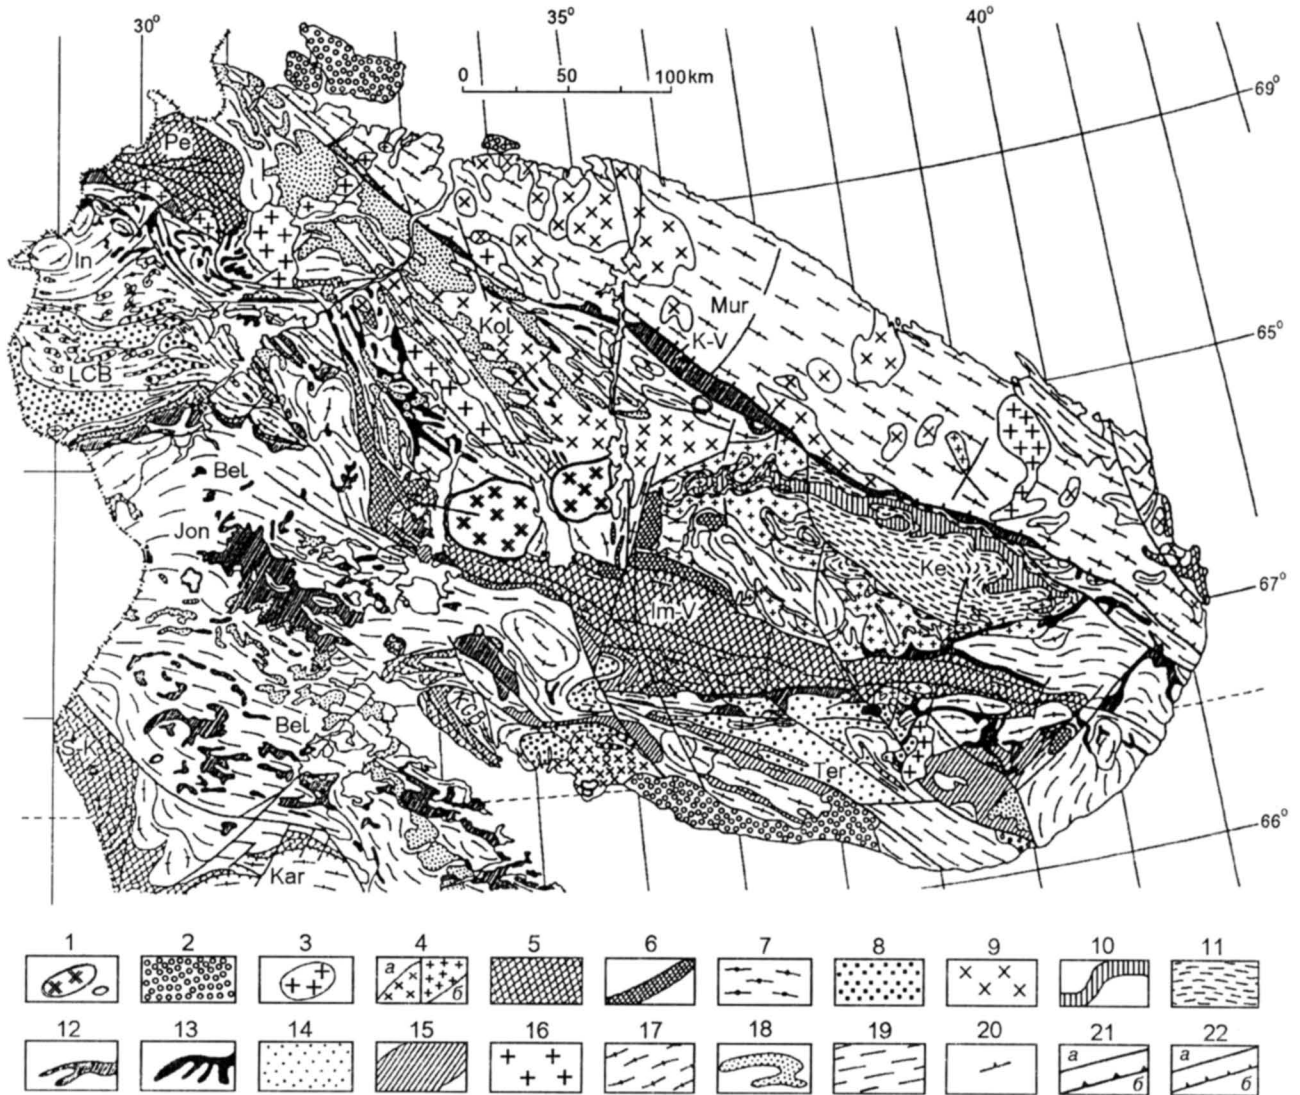 30° 35° 40°
0 50 100km
69°
Pe
In
Mur
Kol
K-V
65°
LCB
Bel
Jon
Ke
67°
Im-V
Bel
S-K
Ter
66°
Kar
1 2 3 4 5 6 7 8 9 10 11
а
б
12 13 14 15 16 17 18 19 20 21 22
а а
б б